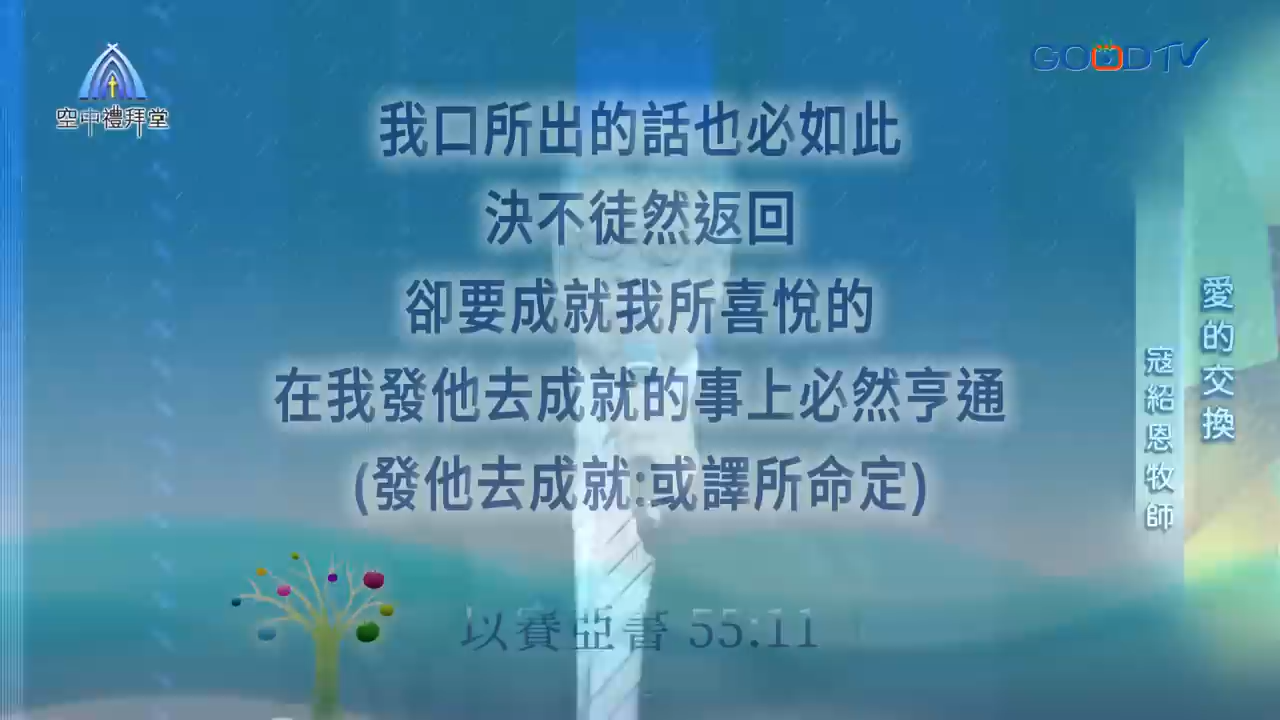 空中禮拜堂
GOODTV
我口所出的話也必如此
決不徒然返回
卻要成就我所喜悅的
在我發他去成就的事上必然亨通
(發他去成就:或譯所命定)
以賽亞書 55:11
愛的交換
寇紹恩牧師